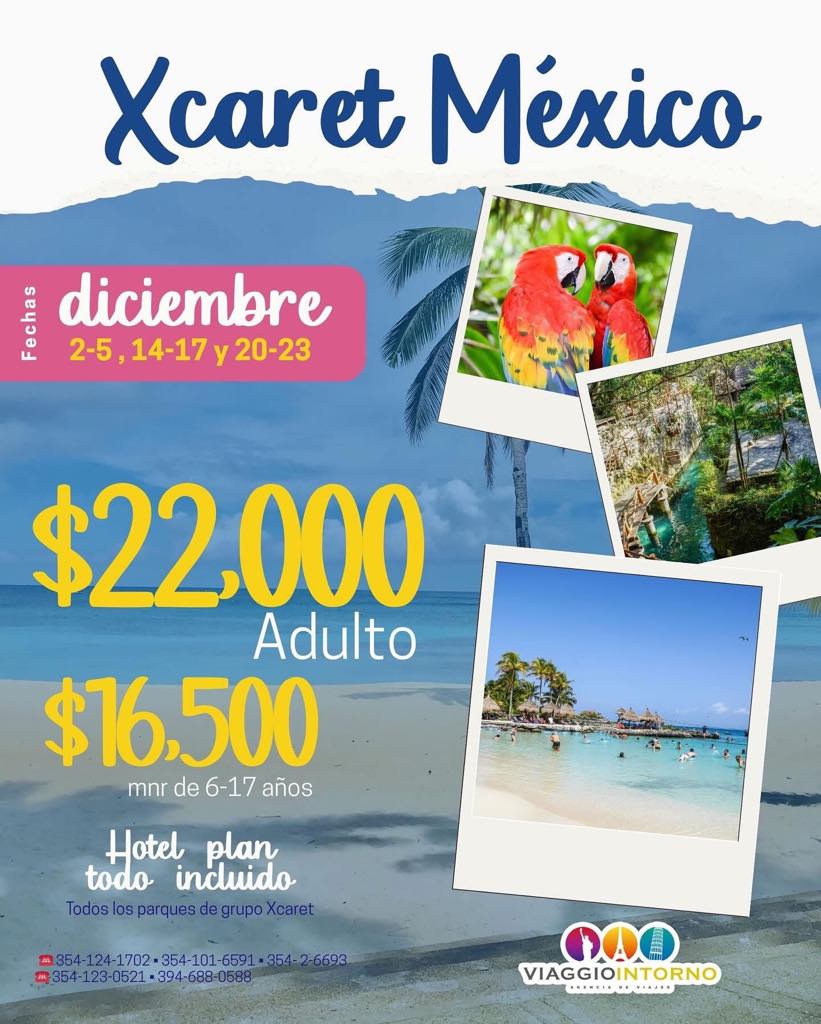 Xcaret México
Fechas
diciembre
2-5 , 14-17 y 20-23
$22,000
Adulto
$16,500
mnr de 6-17 años
Hotel plan
todo incluido
Todos los parques de grupo Xcaret
354-124-1702 ▪ 354-101-6591 ▪ 354- 2-6693
354-123-0521 ▪ 394-688-0588
VIAGGIOINTORNO
AGENCIA DE VIAJES